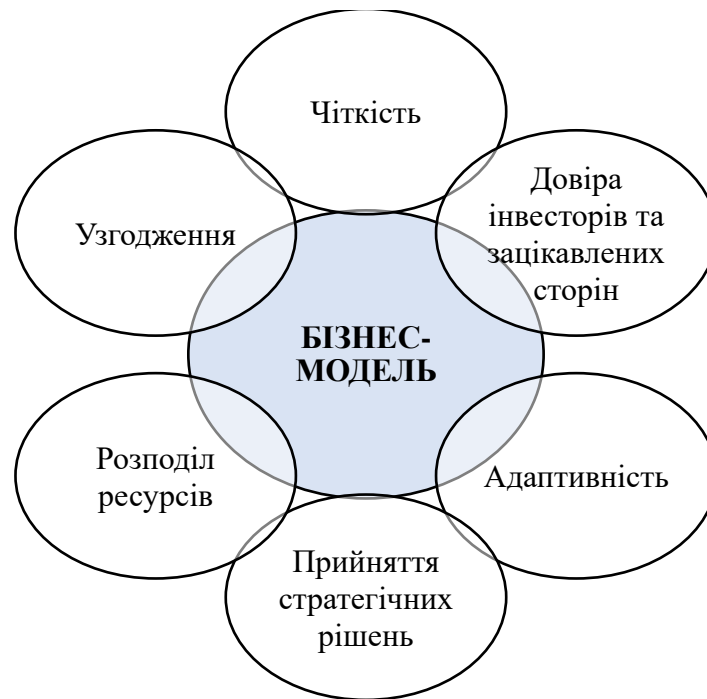 Чіткість
Довіра
інвесторів та
зацікавлених
сторін
Узгодження
БІЗНЕС-
МОДЕЛЬ
Розподіл
ресурсів
Адаптивність
Прийняття
стратегічних
рішень